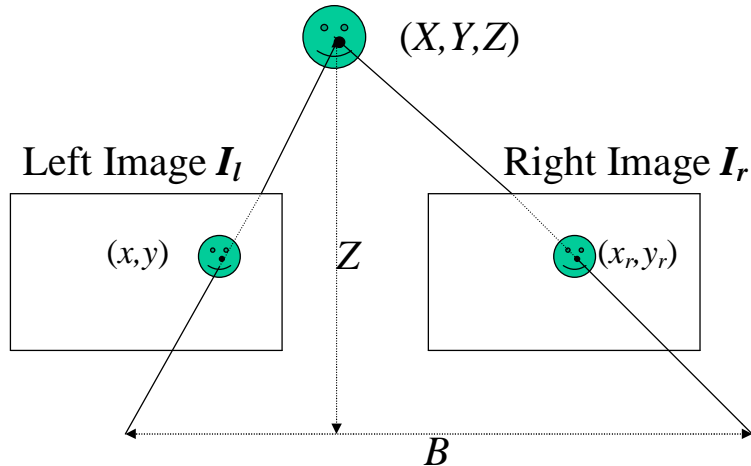 (X,Y,Z)
Left Image I_l
Right Image I_r
(x,y)
Z
(x_r,y_r)
B